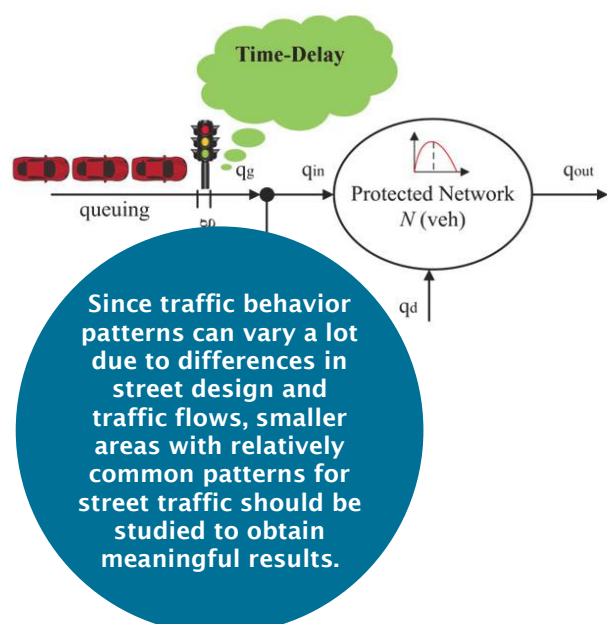 Time-Delay
qg
qin
qout
queuing
Protected Network
N (veh)
qd
Since traffic behavior
patterns can vary a lot
due to differences in
street design and
traffic flows, smaller
areas with relatively
common patterns for
street traffic should be
studied to obtain
meaningful results.